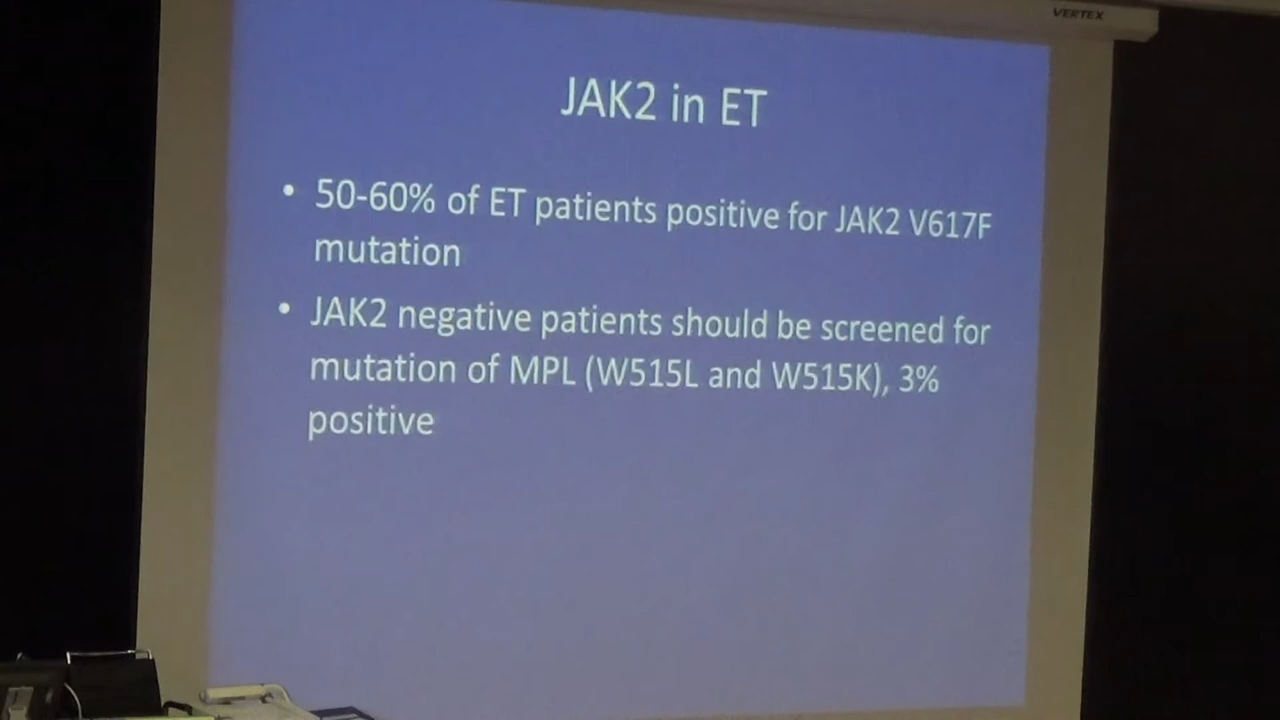 VERTEX
JAK2 in ET
• 50-60% of ET patients positive for JAK2 V617F
mutation
• JAK2 negative patients should be screened for
mutation of MPL (W515L and W515K), 3%
positive